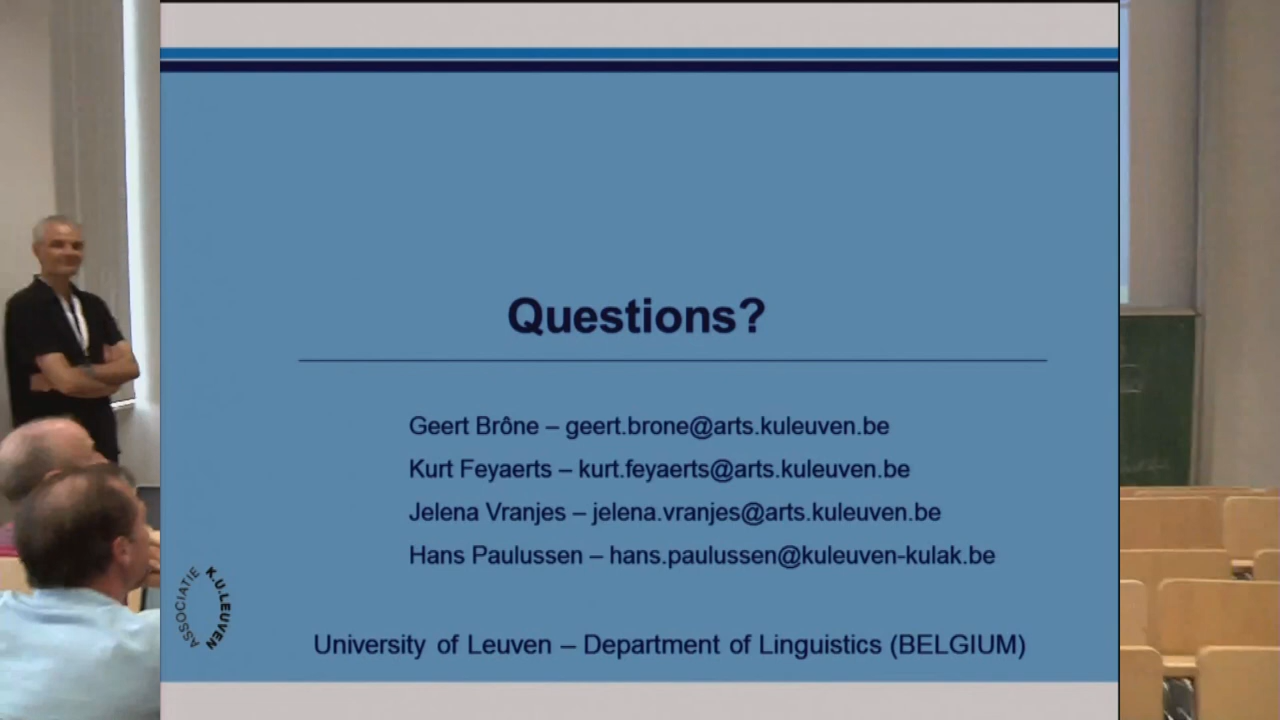 Questions?
Geert Brône – geert.brone@arts.kuleuven.be
Kurt Feyaerts – kurt.feyaerts@arts.kuleuven.be
Jelena Vranjes – jelena.vranjes@arts.kuleuven.be
Hans Paulussen – hans.paulussen@kuleuven-kulak.be
ASSOCIATIE
K.U.LEUVEN
University of Leuven – Department of Linguistics (BELGIUM)